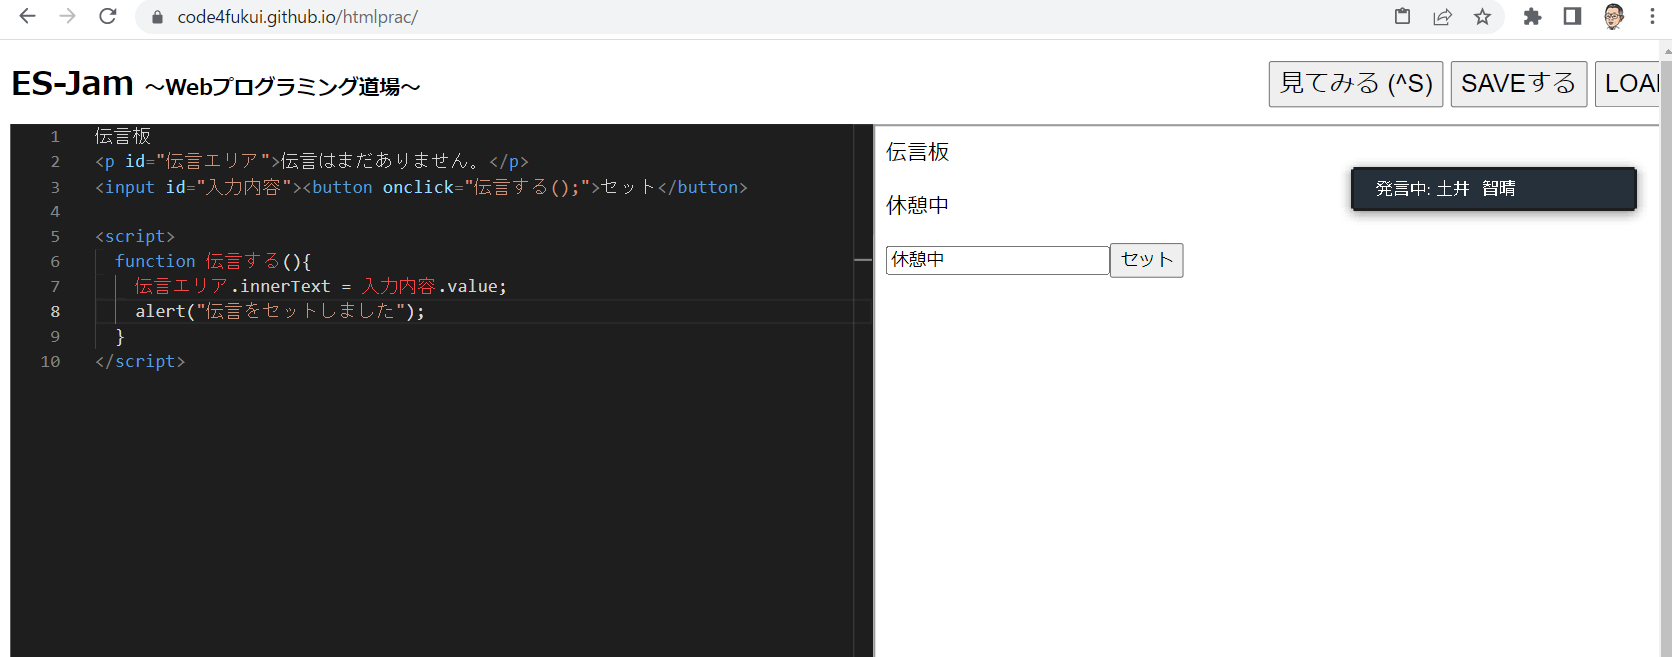 code4fukui.github.io/htmlprac/
ES-Jam ～Webプログラミング道場～
見てみる (^S) SAVEする LOA
1 伝言板
2 <p id="伝言エリア">伝言はまだありません。</p>
3 <input id="入力内容"><button onclick="伝言する();">セット</button>
4
5 <script>
6 function 伝言する(){
7 伝言エリア.innerText = 入力内容.value;
8 alert("伝言をセットしました");
9 }
10 </script>
伝言板
発言中: 土井 智晴
休憩中
休憩中 セット